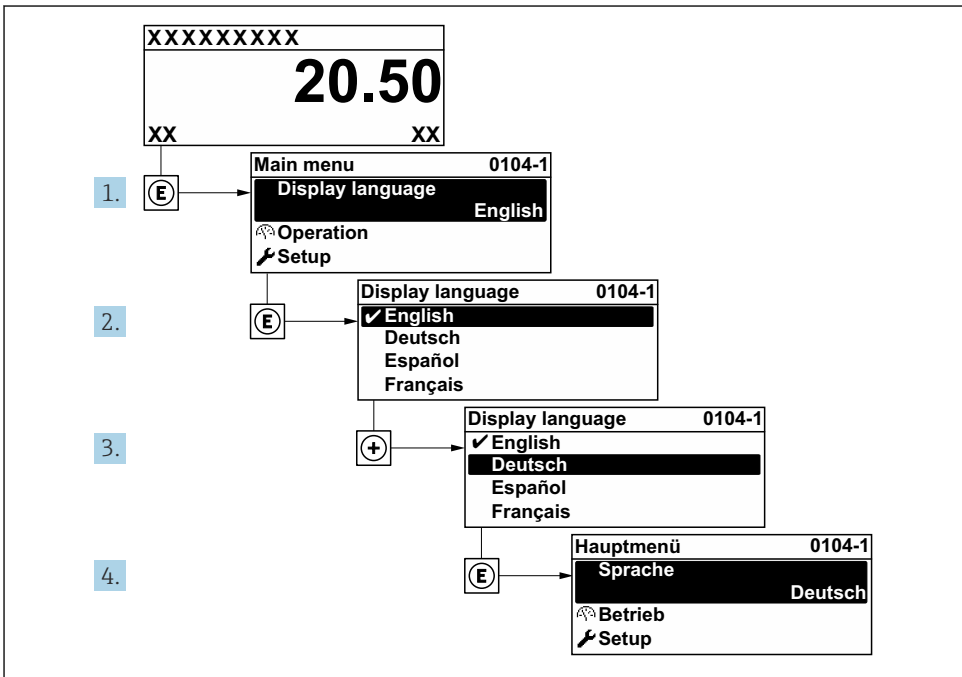 XXXXXXXXX
20.50
XX XX
1. E
Main menu 0104-1
Display language
English
Operation
Setup
2. E
Display language 0104-1
✔English
Deutsch
Español
Français
3. +
Display language 0104-1
✔English
Deutsch
Español
Français
4. E
Hauptmenü 0104-1
Sprache
Deutsch
Betrieb
Setup